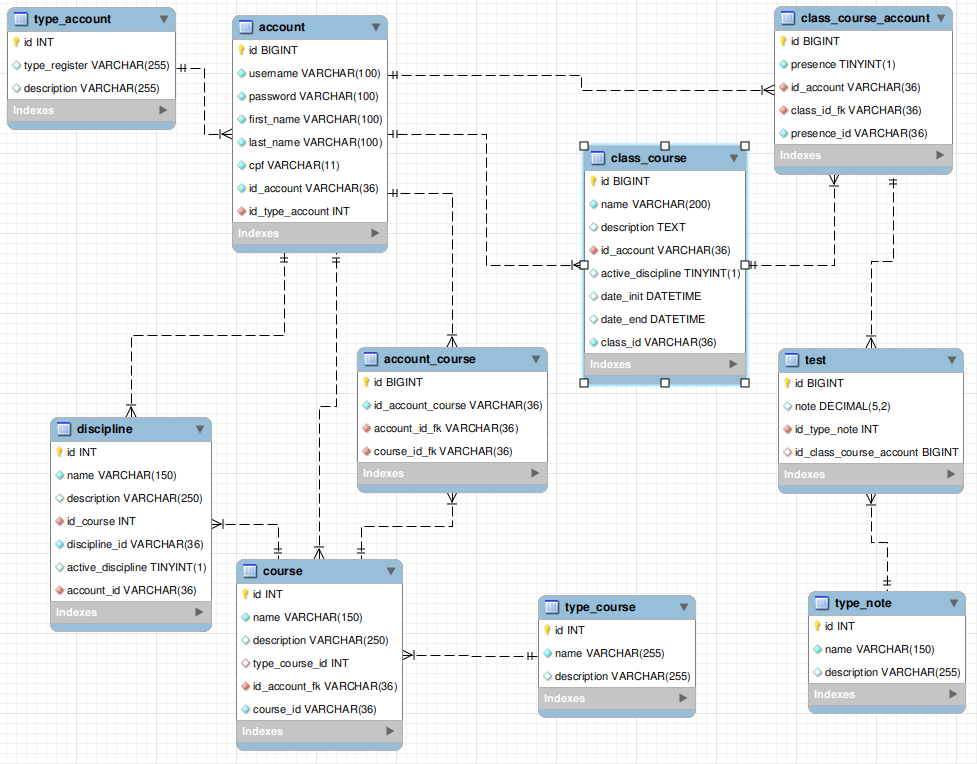 type_account
id INT
type_register VARCHAR(255)
description VARCHAR(255)
Indexes
account
id BIGINT
username VARCHAR(100)
password VARCHAR(100)
first_name VARCHAR(100)
last_name VARCHAR(100)
cpf VARCHAR(11)
id_account VARCHAR(36)
id_type_account INT
Indexes
class_course_account
id BIGINT
presence TINYINT(1)
id_account VARCHAR(36)
class_id_fk VARCHAR(36)
presence_id VARCHAR(36)
Indexes
class_course
id BIGINT
name VARCHAR(200)
description TEXT
id_account VARCHAR(36)
active_discipline TINYINT(1)
date_init DATETIME
date_end DATETIME
class_id VARCHAR(36)
Indexes
account_course
id BIGINT
id_account_course VARCHAR(36)
account_id_fk VARCHAR(36)
course_id_fk VARCHAR(36)
Indexes
test
id BIGINT
note DECIMAL(5,2)
id_type_note INT
id_class_course_account BIGINT
Indexes
discipline
id INT
name VARCHAR(150)
description VARCHAR(250)
id_course INT
discipline_id VARCHAR(36)
active_discipline TINYINT(1)
account_id VARCHAR(36)
Indexes
course
id INT
name VARCHAR(150)
description VARCHAR(250)
type_course_id INT
id_account_fk VARCHAR(36)
course_id VARCHAR(36)
Indexes
type_course
id INT
name VARCHAR(255)
description VARCHAR(255)
Indexes
type_note
id INT
name VARCHAR(150)
description VARCHAR(255)
Indexes